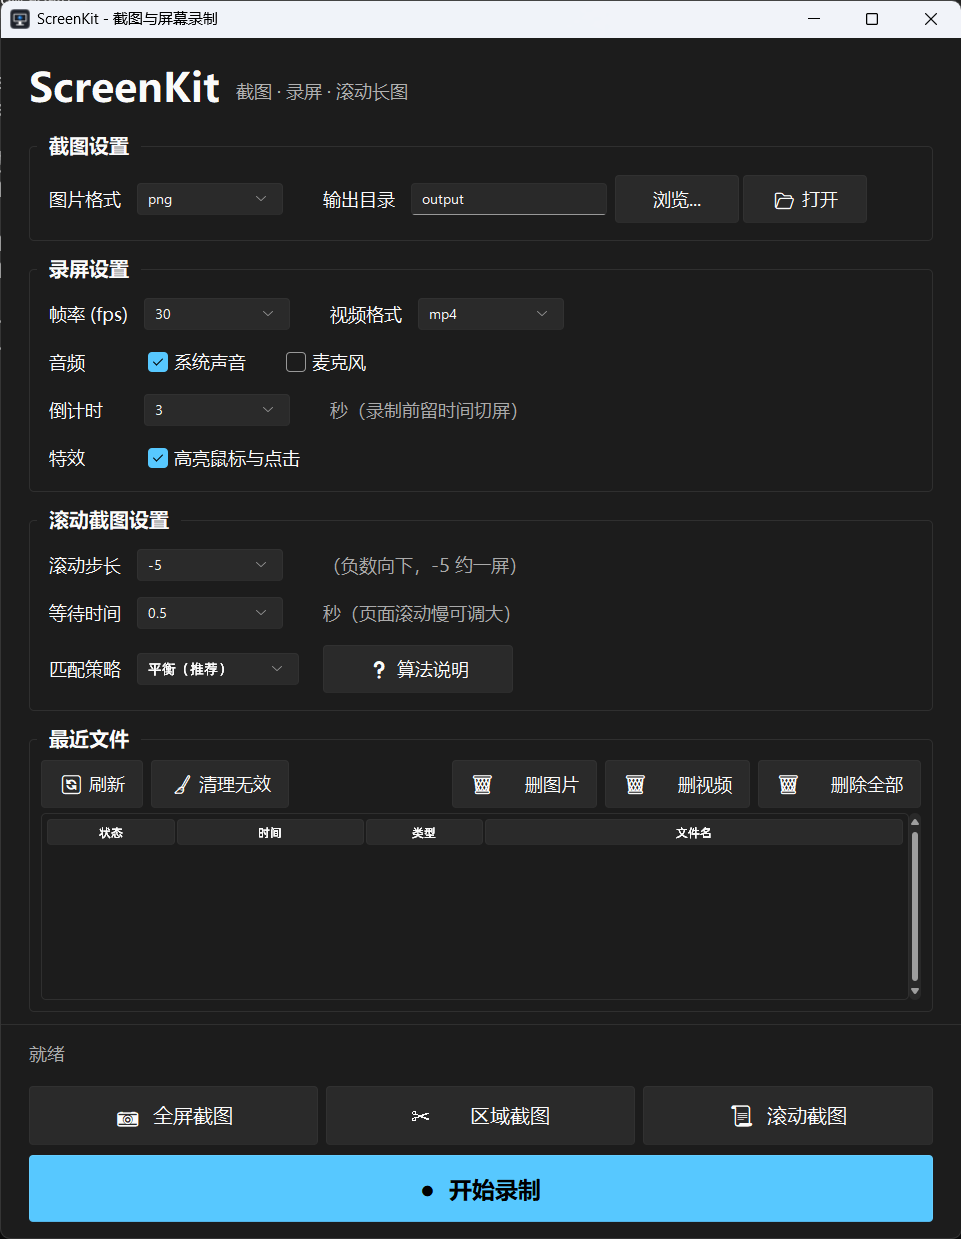 ScreenKit - 截图与屏幕录制
ScreenKit 截图 · 录屏 · 滚动长图
截图设置
图片格式 png 输出目录 output 浏览... 打开
录屏设置
帧率 (fps) 30 视频格式 mp4
音频 系统声音 麦克风
倒计时 3 秒（录制前留时间切屏）
特效 高亮鼠标与点击
滚动截图设置
滚动步长 -5 （负数向下，-5 约一屏）
等待时间 0.5 秒（页面滚动慢可调大）
匹配策略 平衡（推荐） ? 算法说明
最近文件
刷新 清理无效 删图片 删视频 删除全部
状态 时间 类型 文件名
就绪
全屏截图 区域截图 滚动截图
● 开始录制